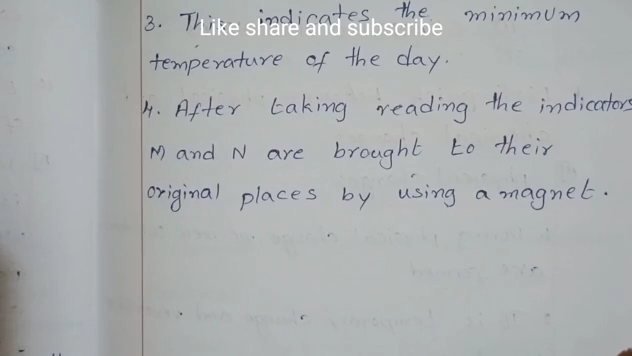 3. This indicates the minimum
Like share and subscribe
temperature of the day.
4. After taking reading the indicators
M and N are brought to their
original places by using a magnet.